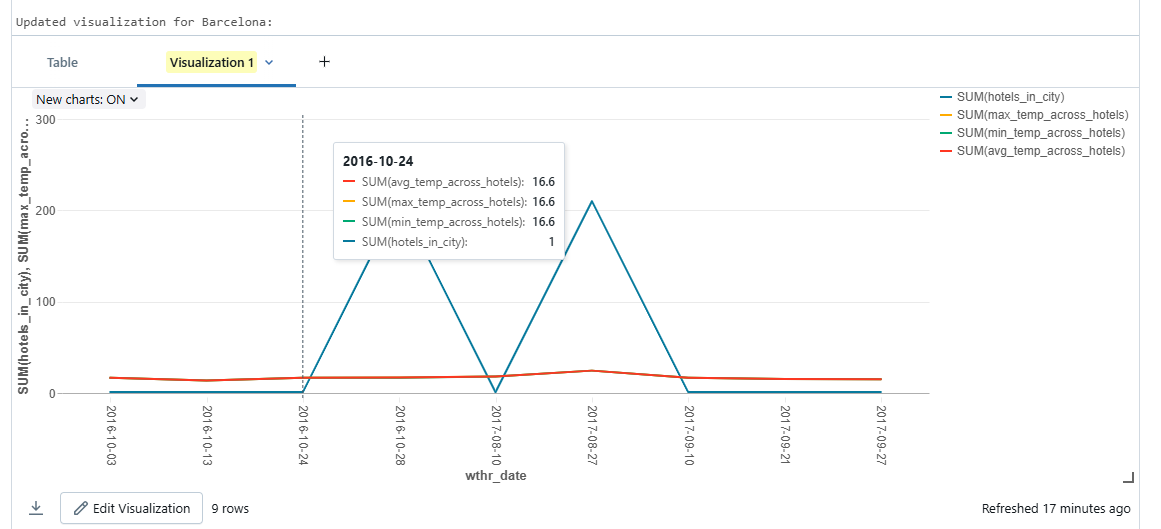 Updated visualization for Barcelona:
Table
Visualization 1
+
New charts: ON
SUM(hotels_in_city)
SUM(max_temp_across_hotels)
SUM(min_temp_across_hotels)
SUM(avg_temp_across_hotels)
SUM(hotels_in_city), SUM(max_temp_acro...
300
200
100
0
2016-10-24
SUM(avg_temp_across_hotels): 16.6
SUM(max_temp_across_hotels): 16.6
SUM(min_temp_across_hotels): 16.6
SUM(hotels_in_city): 1
2016-10-03
2016-10-13
2016-10-24
2016-10-28
2017-08-10
2017-08-27
2017-09-10
2017-09-21
2017-09-27
wthr_date
Edit Visualization
9 rows
Refreshed 17 minutes ago